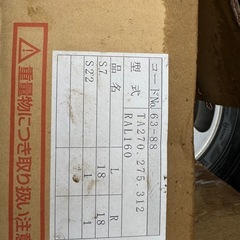 コードNo.63-88
型式 TA270.275.312
RAL160
品名 L R
S7 18 18
S22 1 1
重量物につき取り扱い注意